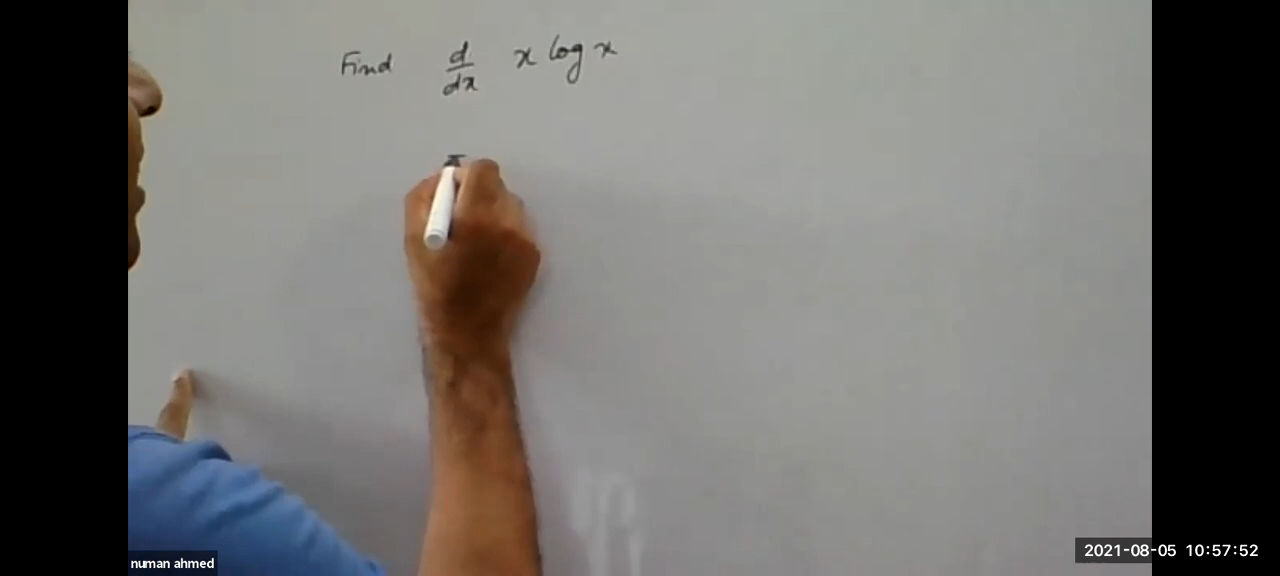 Find d/dx x log x
numan ahmed
2021-08-05 10:57:52